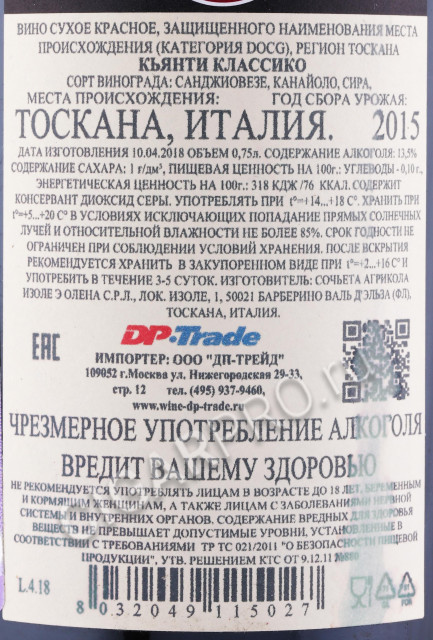 ВИНО СУХОЕ КРАСНОЕ, ЗАЩИЩЕННОГО НАИМЕНОВАНИЯ МЕСТА
ПРОИСХОЖДЕНИЯ (КАТЕГОРИЯ DOCG), РЕГИОН ТОСКАНА
КЬЯНТИ КЛАССИКО
СОРТ ВИНОГРАДА: САНДЖИОВЕЗЕ, КАНАЙОЛО, СИРА,
МЕСТА ПРОИСХОЖДЕНИЯ: ГОД СБОРА УРОЖАЯ:
ТОСКАНА, ИТАЛИЯ. 2015
ДАТА ИЗГОТОВЛЕНИЯ 10.04.2018 ОБЪЕМ 0,75л. СОДЕРЖАНИЕ АЛКОГОЛЯ: 13,5%
СОДЕРЖАНИЕ САХАРА: 1 г/дм³, ПИЩЕВАЯ ЦЕННОСТЬ НА 100г.: УГЛЕВОДЫ - 0,10 г.,
ЭНЕРГЕТИЧЕСКАЯ ЦЕННОСТЬ НА 100г.: 318 КДЖ /76 ККАЛ. СОДЕРЖИТ
КОНСЕРВАНТ ДИОКСИД СЕРЫ. УПОТРЕБЛЯТЬ ПРИ t°=+14...+18 C°. ХРАНИТЬ ПРИ
t°=+5...+20 C° В УСЛОВИЯХ ИСКЛЮЧАЮЩИХ ПОПАДАНИЕ ПРЯМЫХ СОЛНЕЧНЫХ
ЛУЧЕЙ И ОТНОСИТЕЛЬНОЙ ВЛАЖНОСТИ НЕ БОЛЕЕ 85%. СРОК ГОДНОСТИ НЕ
ОГРАНИЧЕН ПРИ СОБЛЮДЕНИИ УСЛОВИЙ ХРАНЕНИЯ. ПОСЛЕ ВСКРЫТИЯ
РЕКОМЕНДУЕТСЯ ХРАНИТЬ В ЗАКУПОРЕННОМ ВИДЕ ПРИ t°=+2...+16 C° И
УПОТРЕБИТЬ В ТЕЧЕНИЕ 3-5 СУТОК. ИЗГОТОВИТЕЛЬ: СОЧЬЕТА АГРИКОЛА
ИЗОЛЕ Э ОЛЕНА С.Р.Л., ЛОК. ИЗОЛЕ, 1, 50021 БАРБЕРИНО ВАЛЬ Д'ЭЛЬЗА (ФЛ),
ТОСКАНА, ИТАЛИЯ.
DP-Trade
EAC
ИМПОРТЕР: ООО "ДП-ТРЕЙД"
109052 г.Москва ул. Нижегородская 29-33,
стр. 12 тел. (495) 937-9460,
www.wine-dp-trade.ru
ЧРЕЗМЕРНОЕ УПОТРЕБЛЕНИЕ АЛКОГОЛЯ
ВРЕДИТ ВАШЕМУ ЗДОРОВЬЮ
НЕ РЕКОМЕНДУЕТСЯ УПОТРЕБЛЯТЬ ЛИЦАМ В ВОЗРАСТЕ ДО 18 ЛЕТ, БЕРЕМЕННЫМ
И КОРМЯЩИМ ЖЕНЩИНАМ, А ТАКЖЕ ЛИЦАМ С ЗАБОЛЕВАНИЯМИ НЕРВНОЙ
СИСТЕМЫ И ВНУТРЕННИХ ОРГАНОВ. СОДЕРЖАНИЕ ВРЕДНЫХ ДЛЯ ЗДОРОВЬЯ
ВЕЩЕСТВ НЕ ПРЕВЫШАЕТ ДОПУСТИМЫЕ УРОВНИ, УСТАНОВЛЕННЫЕ В
СООТВЕТСТВИИ С ТРЕБОВАНИЯМИ ТР ТС 021/2011 "О БЕЗОПАСНОСТИ ПИЩЕВОЙ
ПРОДУКЦИИ", УТВ. РЕШЕНИЕМ КТС ОТ 9.12.11
L.4.18
8 032049 115027